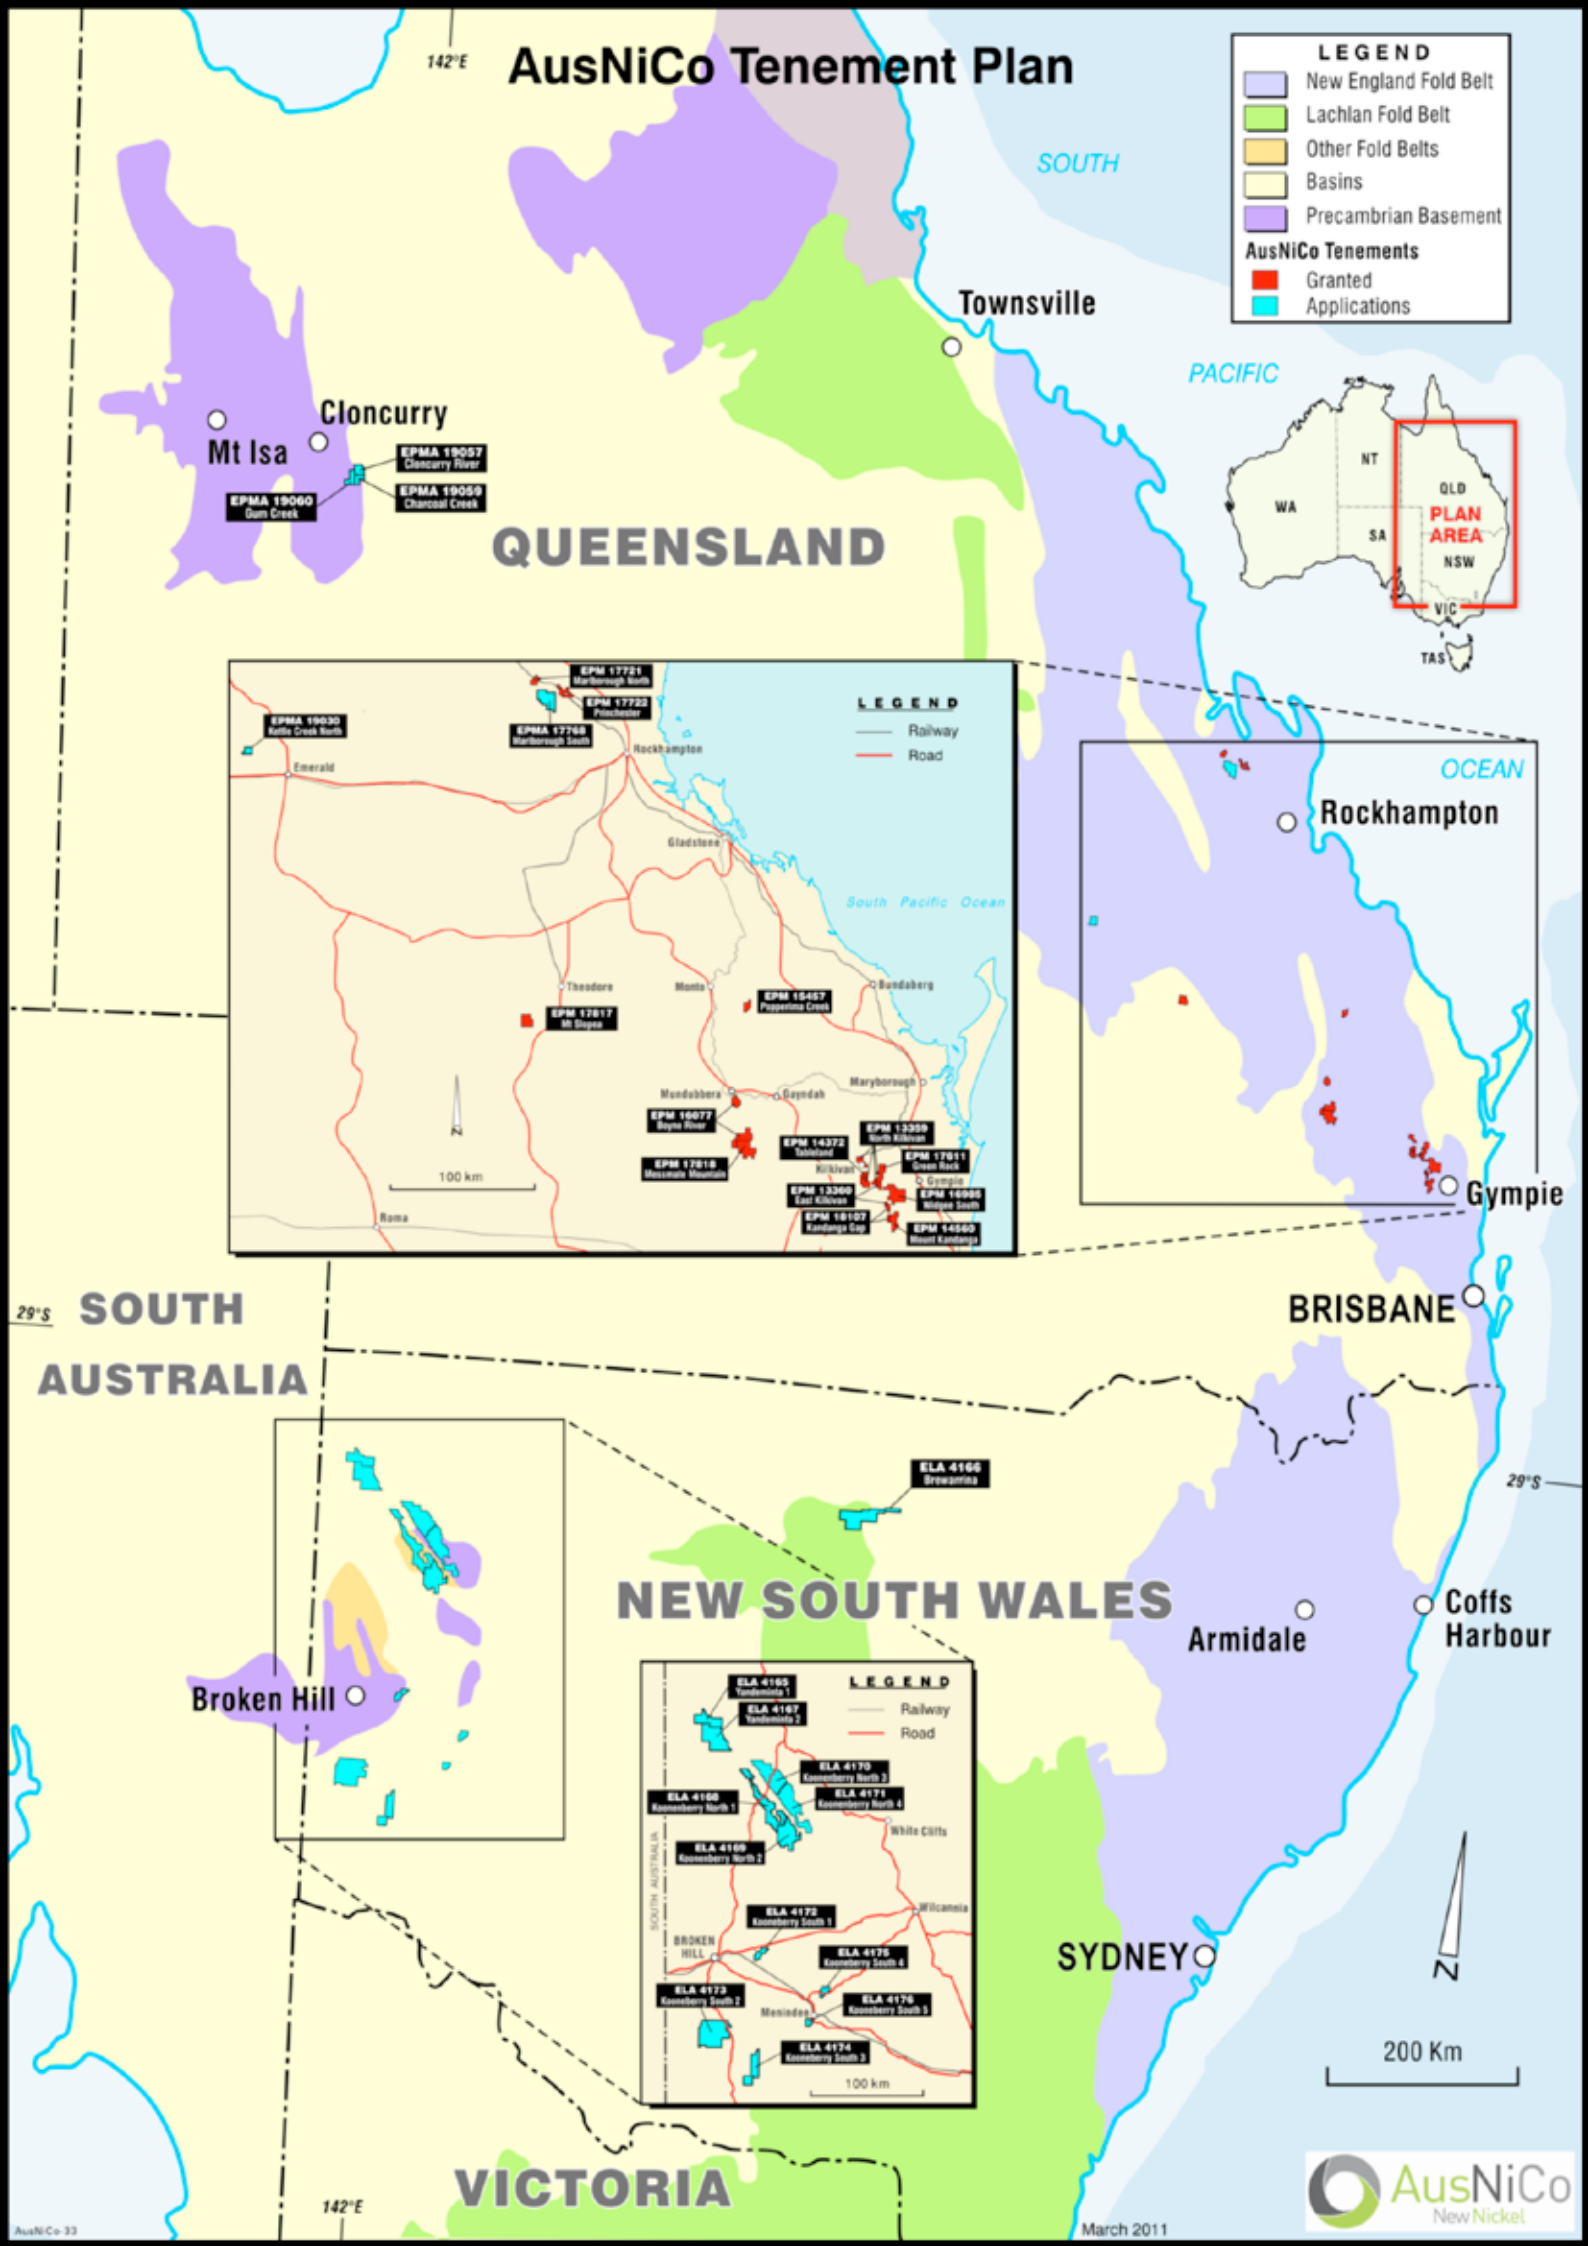 AusNiCo Tenement Plan
142°E
LEGEND
New England Fold Belt
Lachlan Fold Belt
Other Fold Belts
Basins
Precambrian Basement
AusNiCo Tenements
Granted
Applications
SOUTH
PACIFIC
OCEAN
Townsville
Cloncurry
Mt Isa
EPMA 19057
Cloncurry River
EPMA 19059
Charcoal Creek
EPMA 19060
Gum Creek
QUEENSLAND
NT
WA
QLD
PLAN
AREA
SA
NSW
VIC
TAS
EPM 17721
Marlborough North
EPM 17722
Princhester
EPMA 17768
Marlborough South
EPMA 19030
Kettle Creek North
Emerald
Rockhampton
LEGEND
Railway
Road
Gladstone
South Pacific Ocean
Theodore
EPM 17817
Mt Slopea
Monto
EPM 15457
Popperima Creek
Bundaberg
Maryborough
Mundubbera
Gayndah
EPM 16077
Boyne River
EPM 17818
Messmate Mountain
EPM 13359
North Kilkivan
EPM 14372
Tableland
Kilkivan
EPM 17611
Green Rock
Gympie
EPM 13360
East Kilkivan
EPM 16985
Widgee South
EPM 18107
Kandanga Gap
EPM 14560
Mount Kandanga
N
100 km
Roma
Rockhampton
Gympie
BRISBANE
29°S
SOUTH
AUSTRALIA
29°S
ELA 4166
Brewarrina
NEW SOUTH WALES
Armidale
Coffs
Harbour
Broken Hill
ELA 4165
Yandeminta 1
ELA 4167
Yandeminta 2
LEGEND
Railway
Road
ELA 4170
Koonenberry North 3
ELA 4171
Koonenberry North 4
ELA 4168
Koonenberry North 1
ELA 4169
Koonenberry North 2
White Cliffs
SOUTH AUSTRALIA
ELA 4172
Kooneberry South 1
Wilcannia
BROKEN
HILL
ELA 4175
Kooneberry South 4
ELA 4173
Kooneberry South 2
ELA 4176
Kooneberry South 5
Menindee
ELA 4174
Kooneberry South 3
100 km
SYDNEY
N
200 Km
VICTORIA
142°E
AusNiCo-33
March 2011
AusNiCo
New Nickel